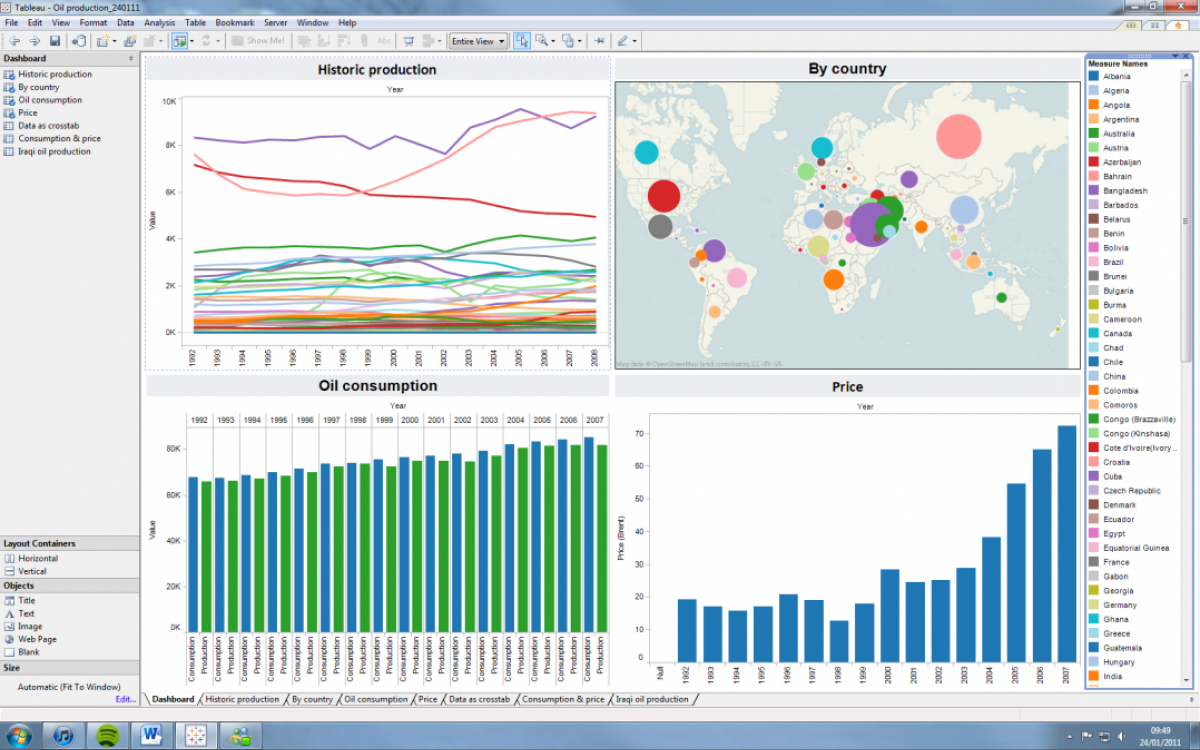 Tableau - Oil production_240111
File Edit View Format Data Analysis Table Bookmark Server Window Help
Show Me! Abc Entire View
Dashboard
Historic production
By country
Oil consumption
Price
Data as crosstab
Consumption & price
Iraqi oil production
Layout Containers
Horizontal
Vertical
Objects
Title
Text
Image
Web Page
Blank
Size
Automatic (Fit To Window)
Edit...
Historic production
Year
Value
10K
8K
6K
4K
2K
0K
1992 1993 1994 1995 1996 1997 1998 1999 2000 2001 2002 2003 2004 2005 2006 2007 2008
By country
Map data © OpenStreetMap (and) contributors, CC-BY-SA
Oil consumption
Year
1992 1993 1994 1995 1996 1997 1998 1999 2000 2001 2002 2003 2004 2005 2006 2007
Value
80K
60K
40K
20K
0K
Consumption Production Consumption Production Consumption Production Consumption Production Consumption Production Consumption Production Consumption Production Consumption Production Consumption Production Consumption Production Consumption Production Consumption Production Consumption Production Consumption Production Consumption Production Consumption Production
Price
Year
Price (Brent)
70
60
50
40
30
20
10
0
Null 1992 1993 1994 1995 1996 1997 1998 1999 2000 2001 2002 2003 2004 2005 2006 2007
Measure Names
Albania
Algeria
Angola
Argentina
Australia
Austria
Azerbaijan
Bahrain
Bangladesh
Barbados
Belarus
Benin
Bolivia
Brazil
Brunei
Bulgaria
Burma
Cameroon
Canada
Chad
Chile
China
Colombia
Comoros
Congo (Brazzaville)
Congo (Kinshasa)
Cote d'Ivoire(Ivory ..
Croatia
Cuba
Czech Republic
Denmark
Ecuador
Egypt
Equatorial Guinea
France
Gabon
Georgia
Germany
Ghana
Greece
Guatemala
Hungary
India
Dashboard Historic production By country Oil consumption Price Data as crosstab Consumption & price Iraqi oil production
09:49
24/01/2011